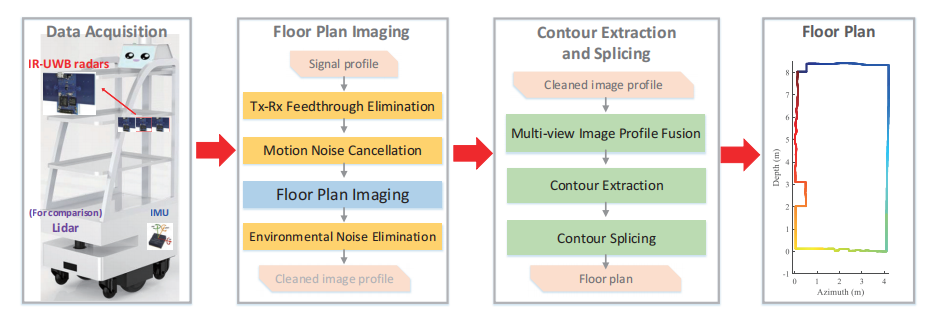 Data Acquisition
IR-UWB radars
(For comparison)
Lidar
IMU
Floor Plan Imaging
Signal profile
Tx-Rx Feedthrough Elimination
Motion Noise Cancellation
Floor Plan Imaging
Environmental Noise Elimination
Cleaned image profile
Contour Extraction
and Splicing
Cleaned image profile
Multi-view Image Profile Fusion
Contour Extraction
Contour Splicing
Floor plan
Floor Plan
Depth (m)
8
7
6
5
4
3
2
1
0
-1
0 1 2 3 4
Azimuth (m)